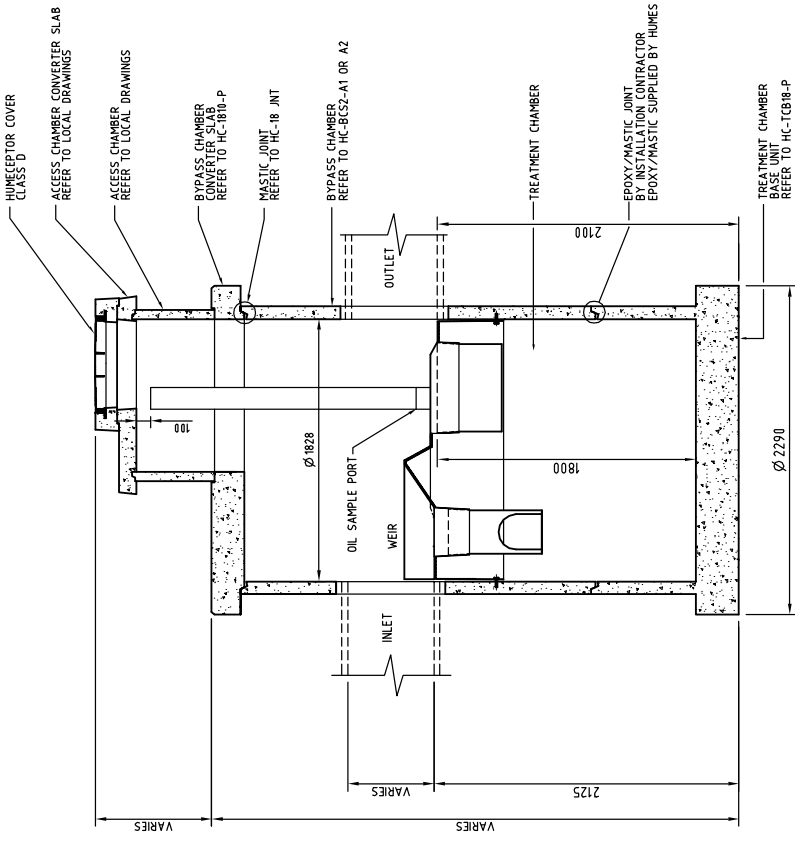 HUMECEPTOR COVER
CLASS D
ACCESS CHAMBER CONVERTER SLAB
REFER TO LOCAL DRAWINGS
ACCESS CHAMBER
REFER TO LOCAL DRAWINGS
BYPASS CHAMBER
CONVERTER SLAB
REFER TO HC-1810-P
MASTIC JOINT
REFER TO HC-18 JNT
BYPASS CHAMBER
REFER TO HC-BCS2-A1 OR A2
TREATMENT CHAMBER
EPOXY/MASTIC JOINT
BY INSTALLATION CONTRACTOR
EPOXY/MASTIC SUPPLIED BY HUMES
TREATMENT CHAMBER
BASE UNIT
REFER TO HC-TCB18-P
OUTLET
2100
100
Ø1828
OIL SAMPLE PORT
WEIR
1800
Ø2290
INLET
VARIES
2125
VARIES
VARIES